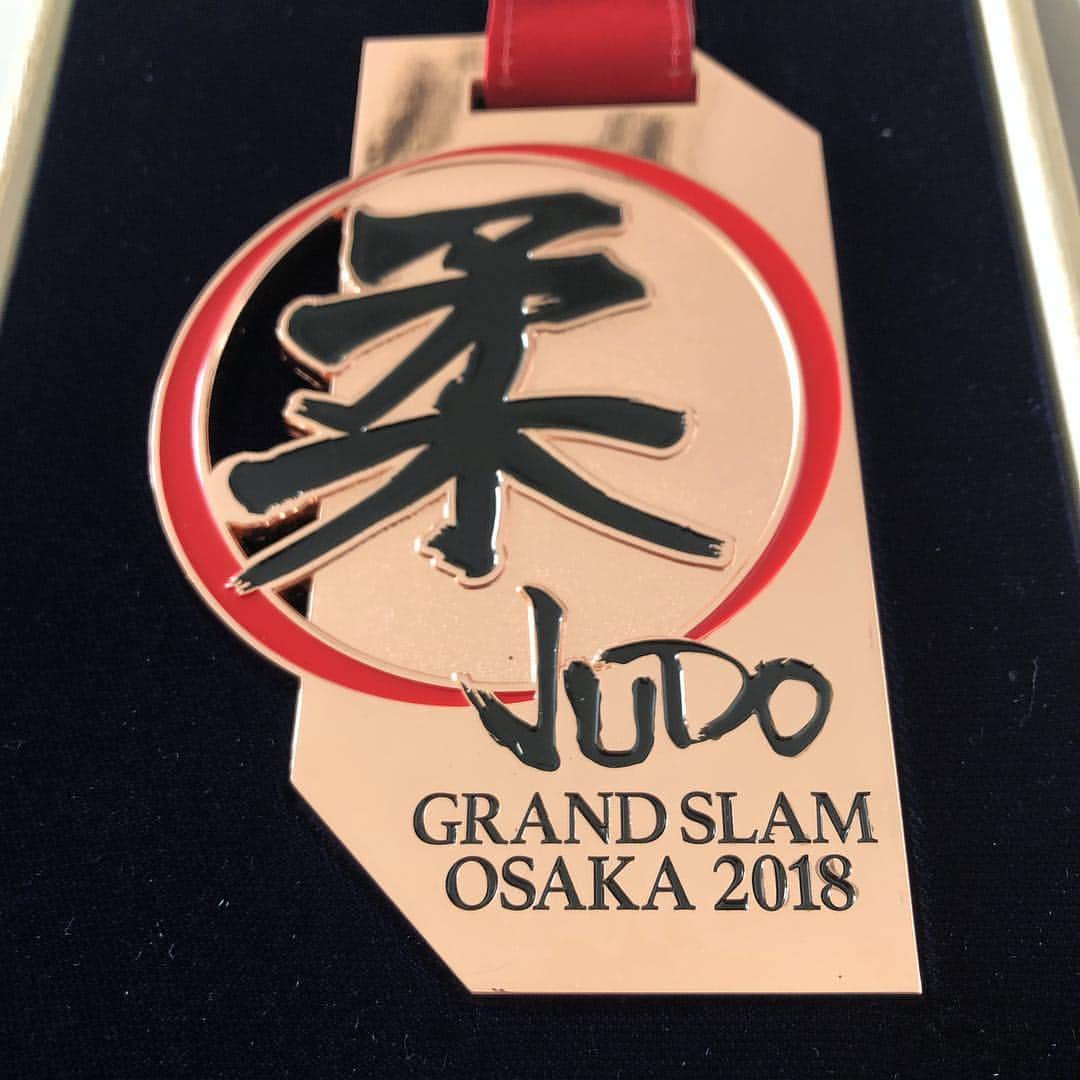 柔
JUDO
GRAND SLAM
OSAKA 2018